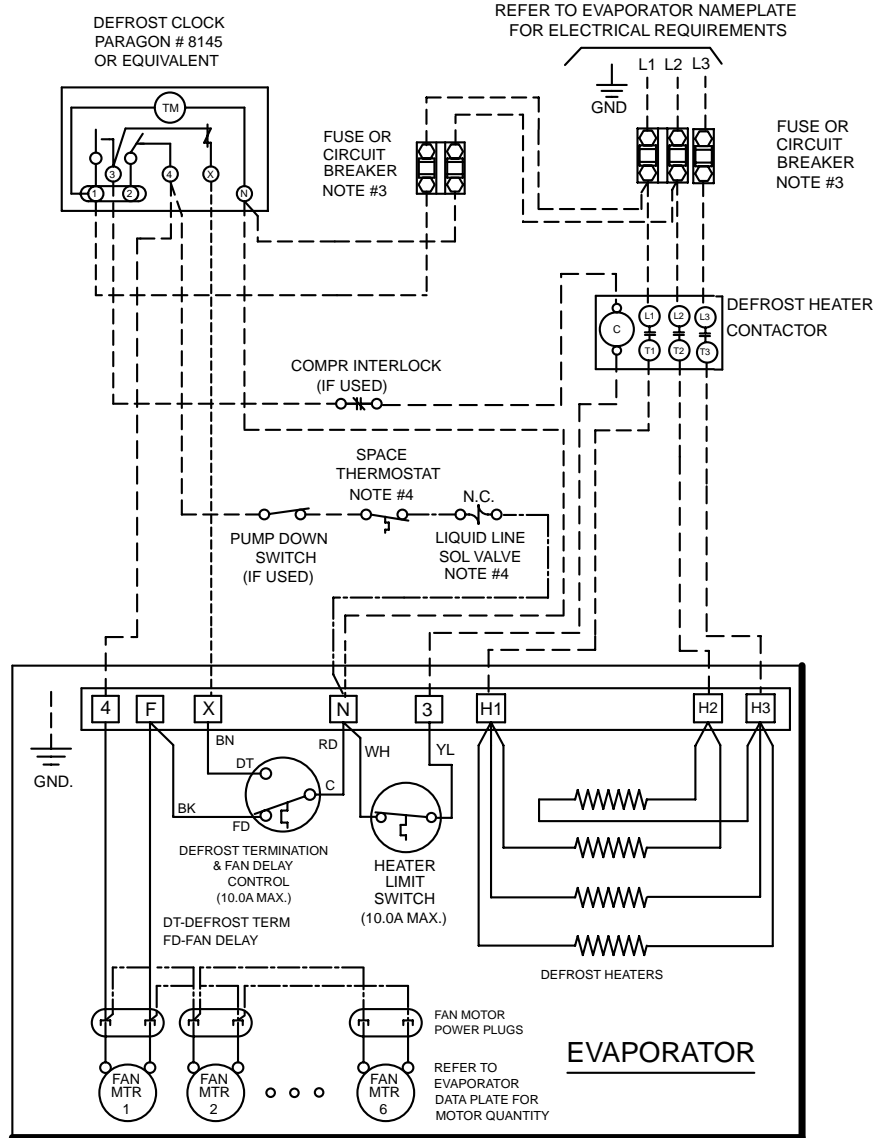 REFER TO EVAPORATOR NAMEPLATE
FOR ELECTRICAL REQUIREMENTS
DEFROST CLOCK
PARAGON # 8145
OR EQUIVALENT
L1 L2 L3
GND
TM
3 4 X
1 2 N
FUSE OR
CIRCUIT
BREAKER
NOTE #3
FUSE OR
CIRCUIT
BREAKER
NOTE #3
DEFROST HEATER
CONTACTOR
C
L1 L2 L3
T1 T2 T3
COMPR INTERLOCK
(IF USED)
SPACE
THERMOSTAT
NOTE #4
N.C.
PUMP DOWN
SWITCH
(IF USED)
LIQUID LINE
SOL VALVE
NOTE #4
4 F X N 3 H1 H2 H3
GND.
BN
DT
RD
WH
YL
C
BK
FD
DEFROST TERMINATION
& FAN DELAY
CONTROL
(10.0A MAX.)
HEATER
LIMIT
SWITCH
(10.0A MAX.)
DT-DEFROST TERM
FD-FAN DELAY
DEFROST HEATERS
FAN MOTOR
POWER PLUGS
EVAPORATOR
FAN
MTR
1
FAN
MTR
2
FAN
MTR
6
REFER TO
EVAPORATOR
DATA PLATE FOR
MOTOR QUANTITY